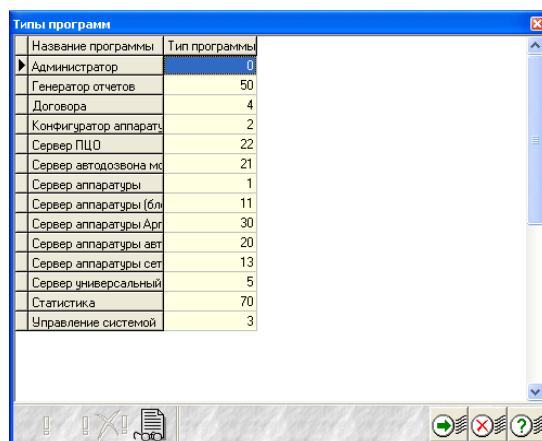 Типы программ
Название программы Тип программы
Администратор 0
Генератор отчетов 50
Договора 4
Конфигуратор аппарату 2
Сервер ПЦО 22
Сервер автодозвона мо 21
Сервер аппаратуры 1
Сервер аппаратуры (бло 11
Сервер аппаратуры Арг 30
Сервер аппаратуры авт 20
Сервер аппаратуры сет 13
Сервер универсальный 5
Статистика 70
Управление системой 3